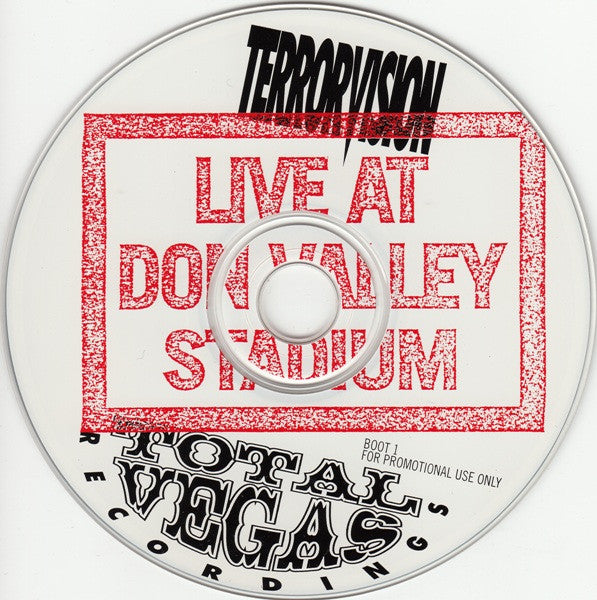 TERRORVISION
LIVE AT
DON VALLEY
STADIUM
BOOT 1
FOR PROMOTIONAL USE ONLY
TOTAL
VEGAS
RECORDINGS